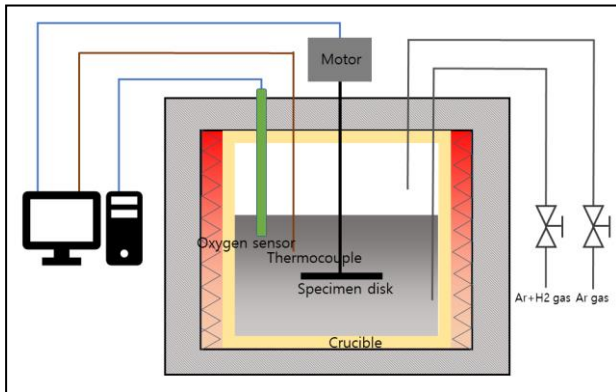 Motor
Oxygen sensor
Thermocouple
Specimen disk
Ar+H2 gas
Ar gas
Crucible